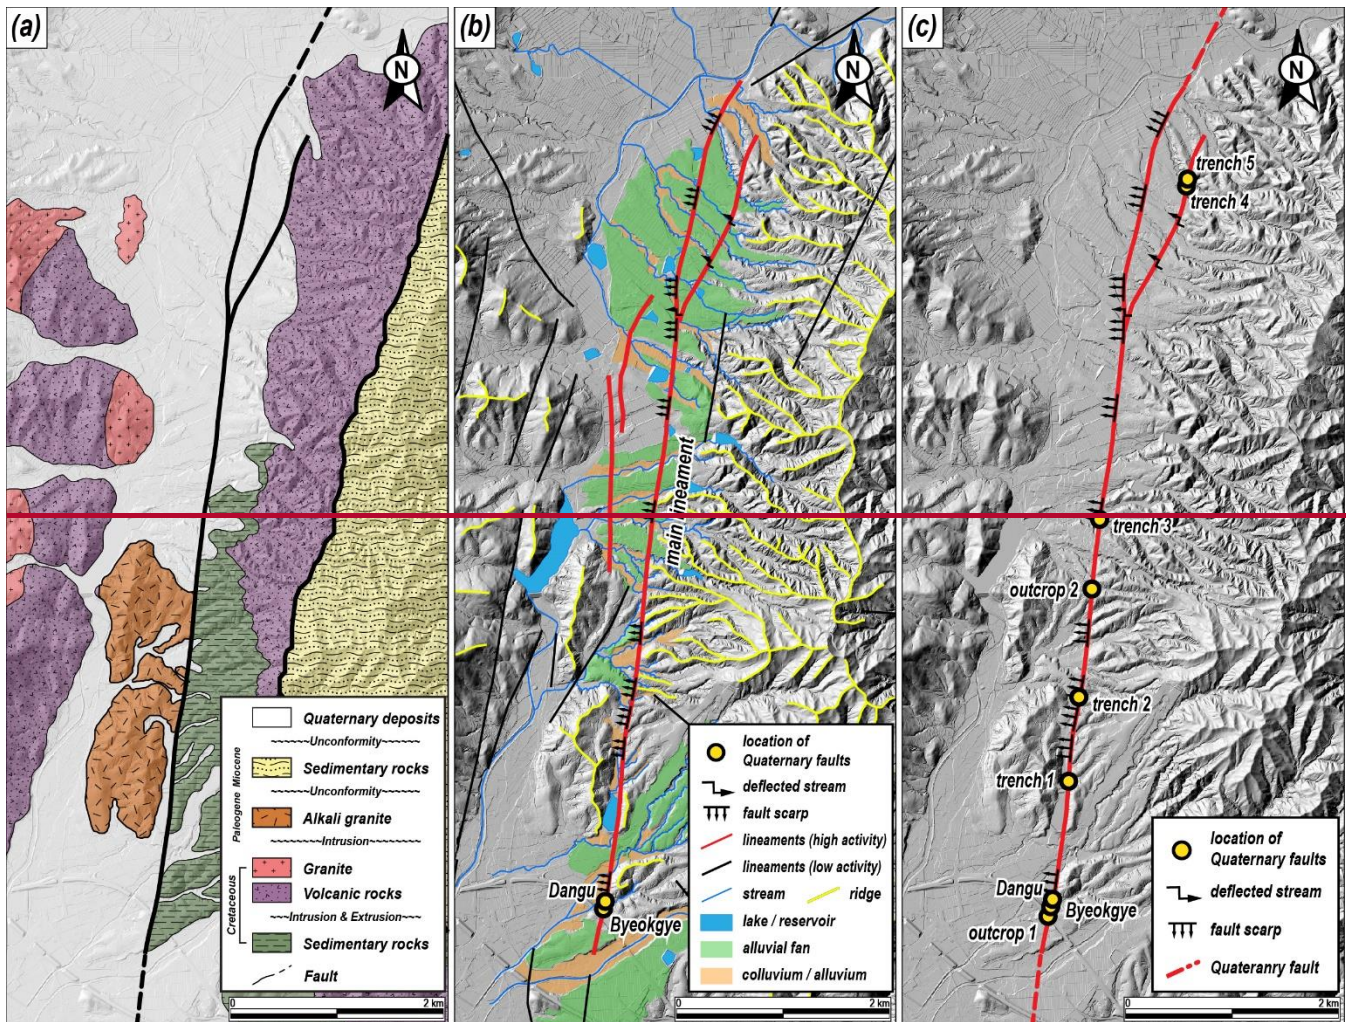 (a)
N
Quaternary deposits
Unconformity
Sedimentary rocks
Unconformity
Alkali granite
Intrusion
Granite
Volcanic rocks
Intrusion & Extrusion
Sedimentary rocks
Fault
Miocene
Paleogene
Cretaceous
0 2 km
(b)
N
main lineament
Dangu
Byeokgye
location of
Quaternary faults
deflected stream
fault scarp
lineaments (high activity)
lineaments (low activity)
stream ridge
lake / reservoir
alluvial fan
colluvium / alluvium
0 2 km
(c)
N
trench 5
trench 4
trench 3
outcrop 2
trench 2
trench 1
Dangu
Byeokgye
outcrop 1
location of
Quaternary faults
deflected stream
fault scarp
Quateranry fault
0 2 km